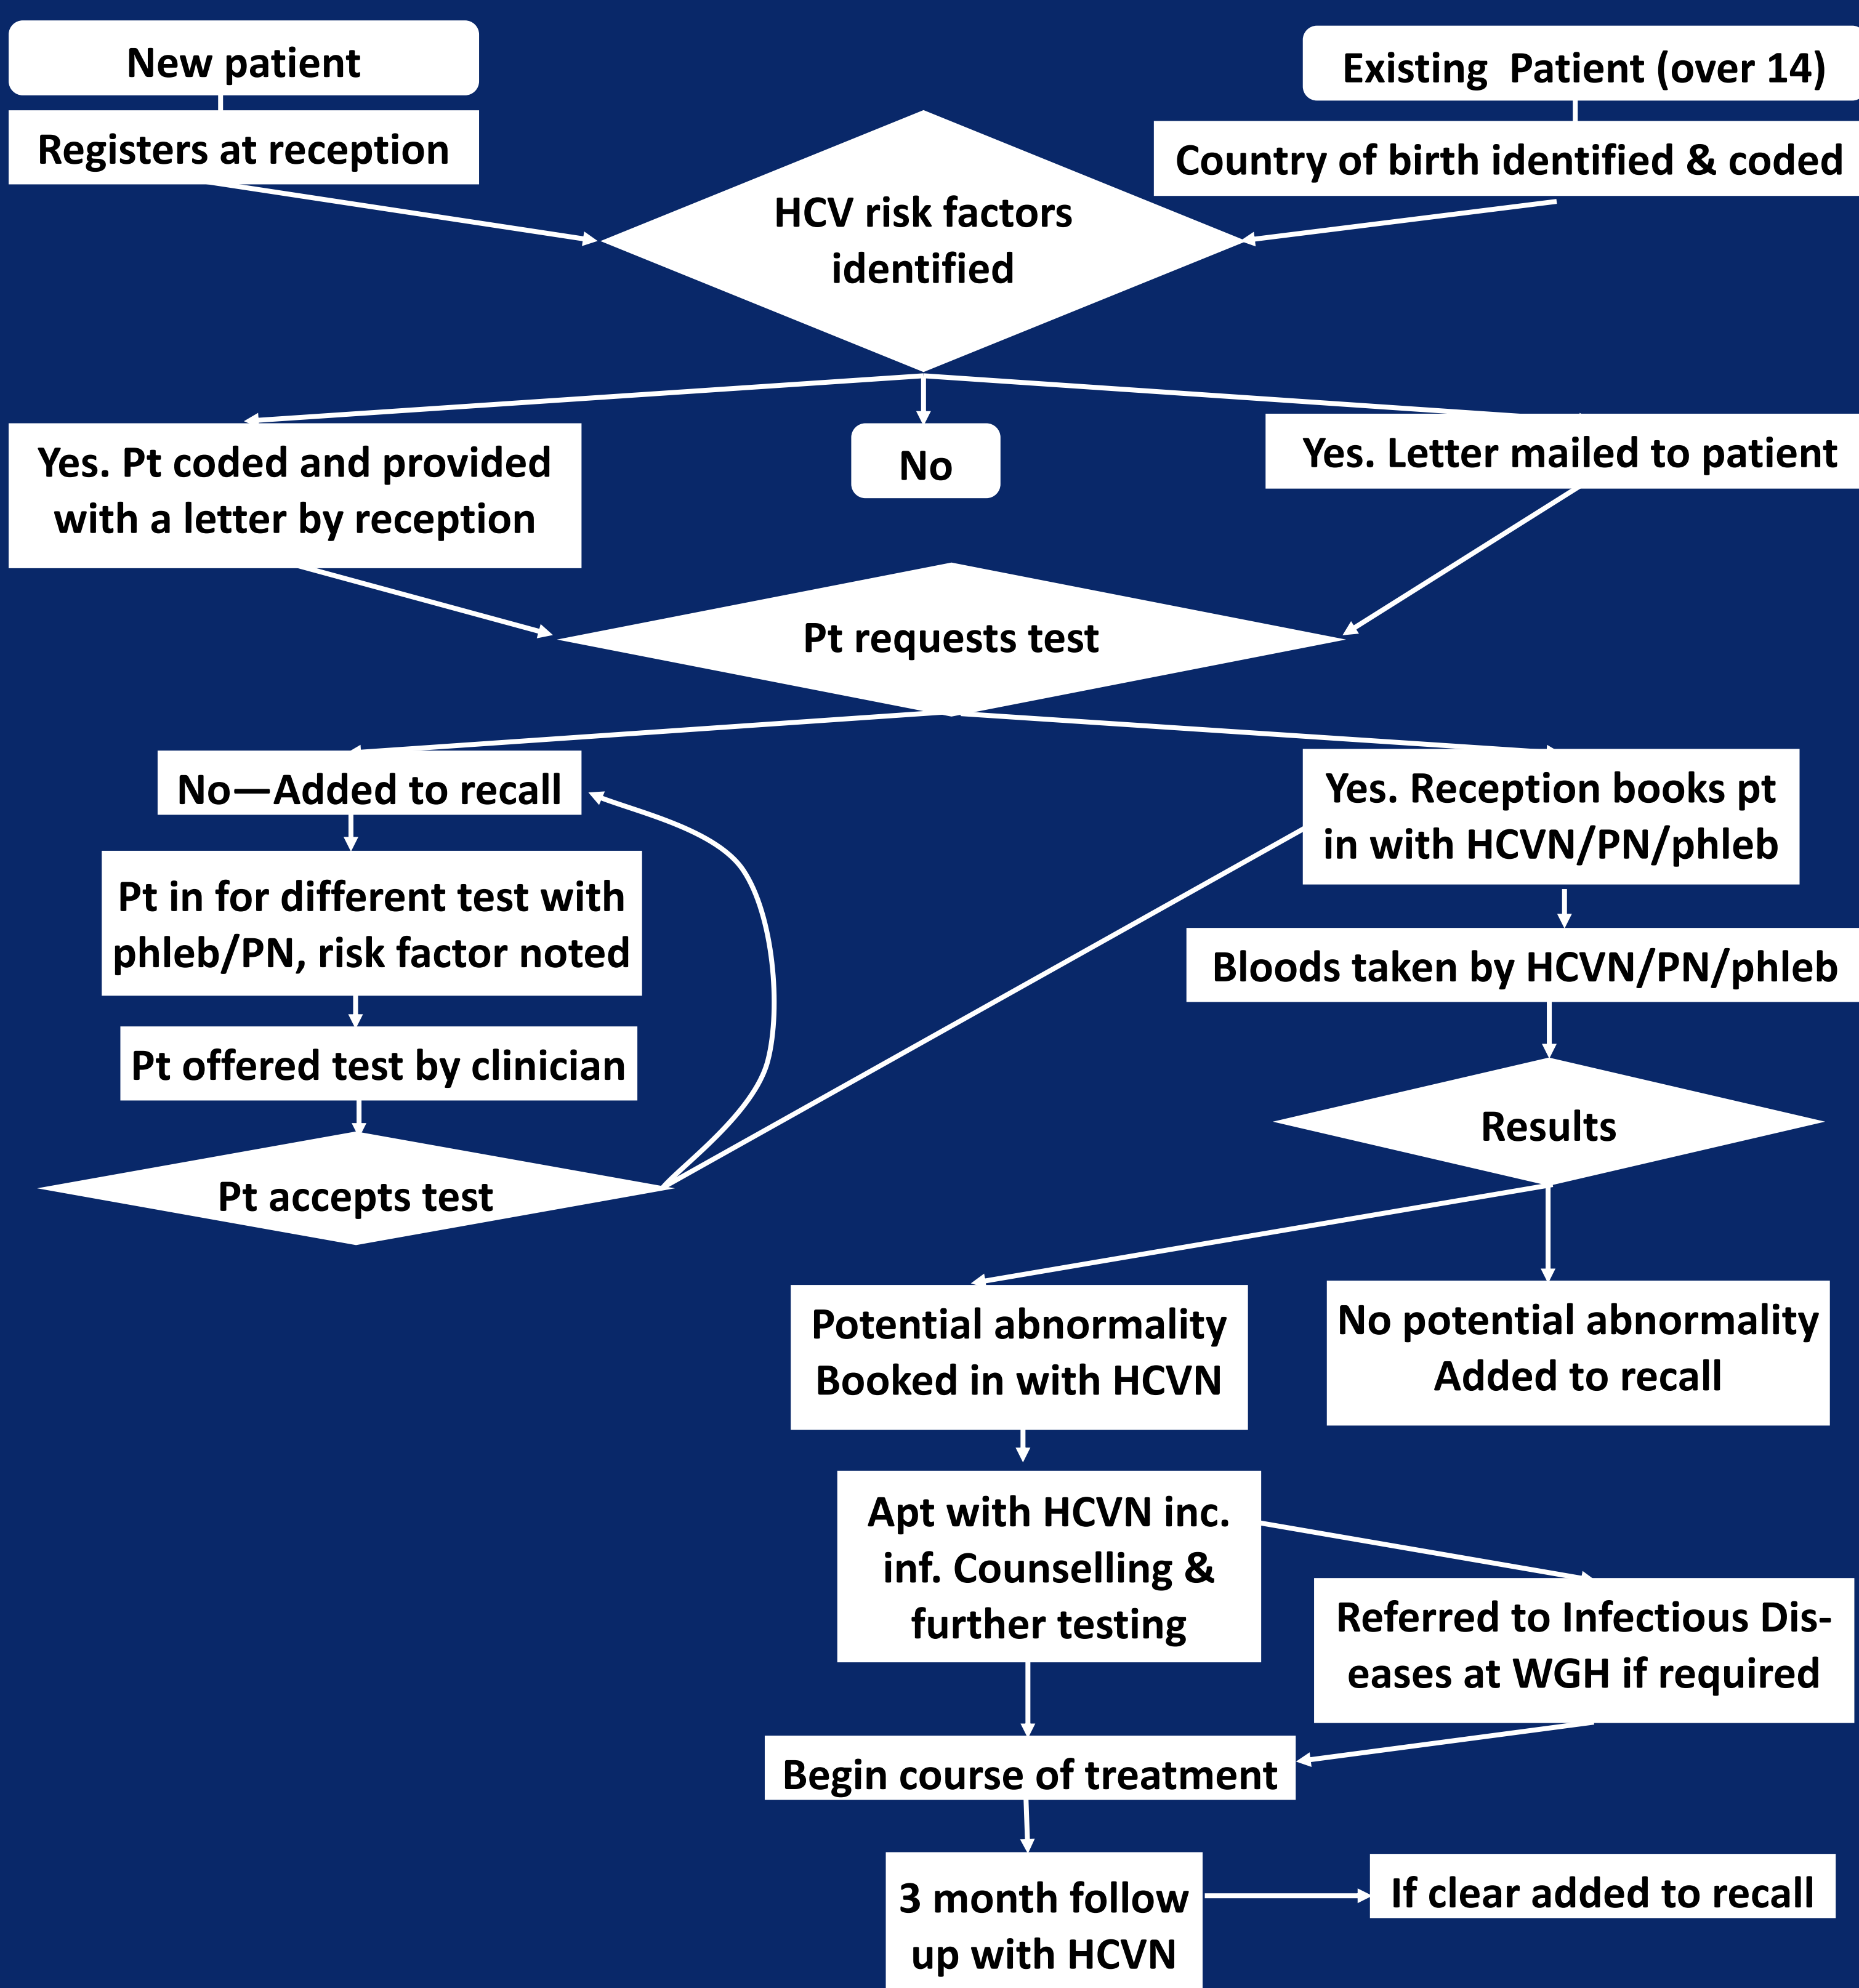 New patient
Existing  Patient (over 14)
Registers at reception
Country of birth identified & coded
HCV risk factors
identified
Yes. Pt coded and provided
with a letter by reception
No
Yes. Letter mailed to patient
Pt requests test
No—Added to recall
Yes. Reception books pt
in with HCVN/PN/phleb
Pt in for different test with
phleb/PN, risk factor noted
Bloods taken by HCVN/PN/phleb
Pt offered test by clinician
Results
Pt accepts test
Potential abnormality
Booked in with HCVN
No potential abnormality
Added to recall
Apt with HCVN inc.
inf. Counselling &
further testing
Referred to Infectious Dis-
eases at WGH if required
Begin course of treatment
3 month follow
up with HCVN
If clear added to recall